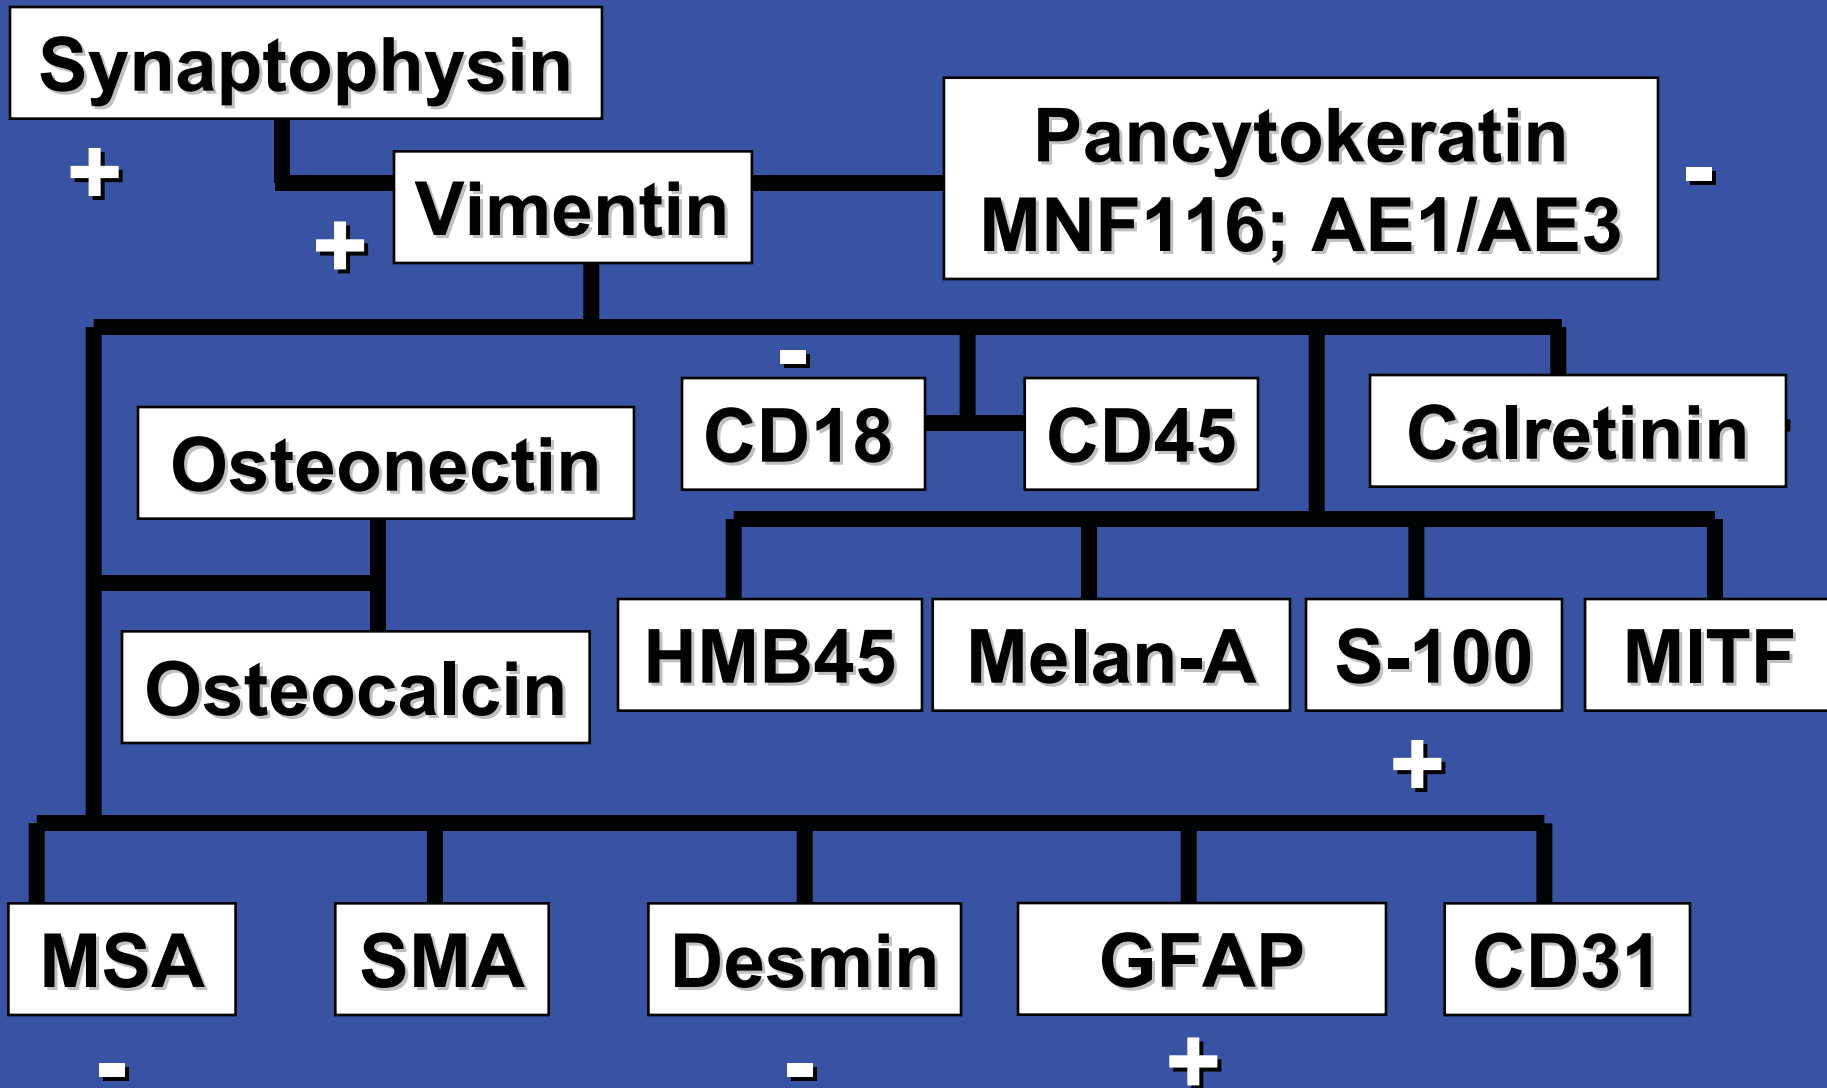 Synaptophysin
+
Pancytokeratin
MNF116; AE1/AE3
-
Vimentin
+
-
CD18
CD45
Calretinin
Osteonectin
Osteocalcin
HMB45
Melan-A
S-100
MITF
+
MSA
SMA
Desmin
GFAP
CD31
-
-
+